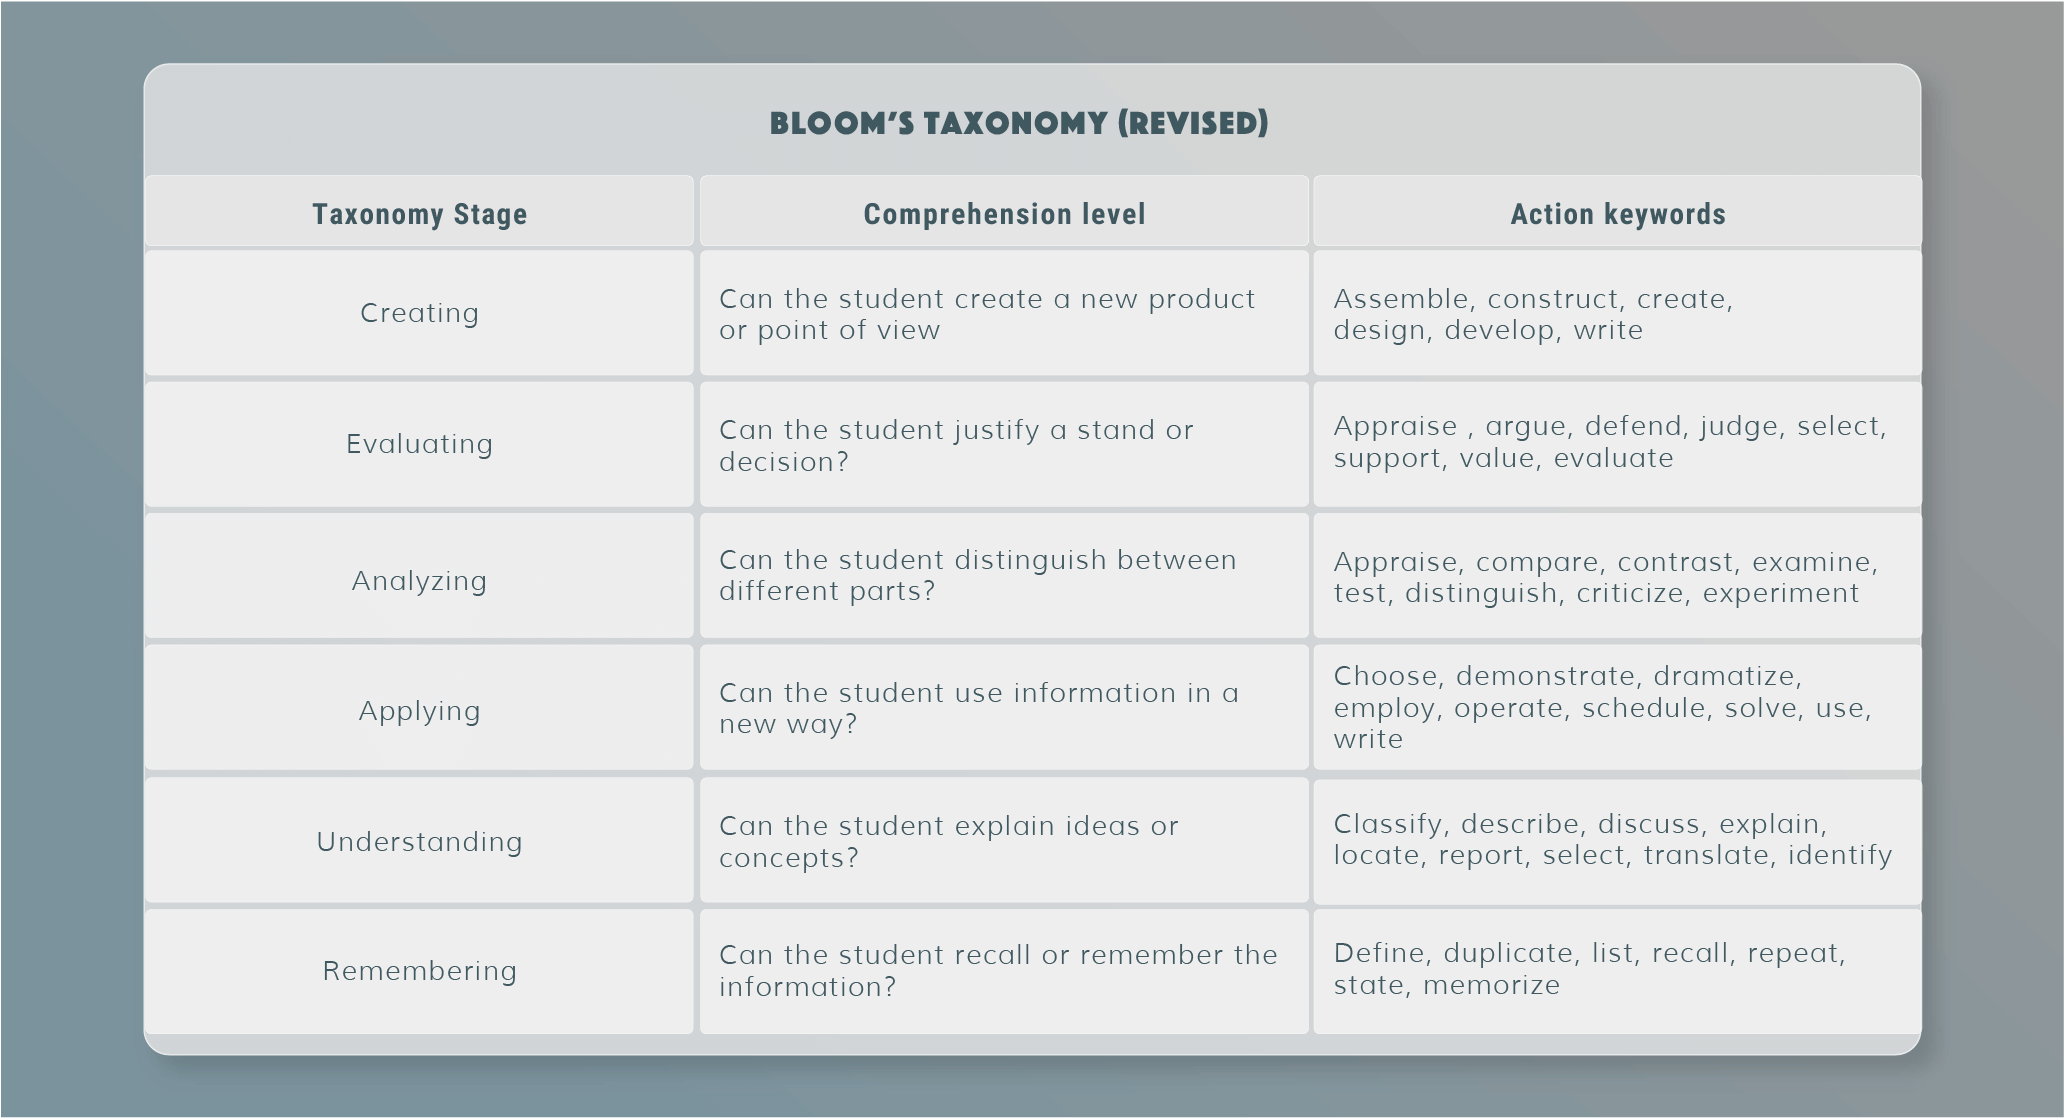 BLOOM'S TAXONOMY (REVISED)
Taxonomy Stage
Comprehension level
Action keywords
Creating
Can the student create a new product
or point of view
Assemble, construct, create,
design, develop, write
Evaluating
Can the student justify a stand or
decision?
Appraise , argue, defend, judge, select,
support, value, evaluate
Analyzing
Can the student distinguish between
different parts?
Appraise, compare, contrast, examine,
test, distinguish, criticize, experiment
Applying
Can the student use information in a
new way?
Choose, demonstrate, dramatize,
employ, operate, schedule, solve, use,
write
Understanding
Can the student explain ideas or
concepts?
Classify, describe, discuss, explain,
locate, report, select, translate, identify
Remembering
Can the student recall or remember the
information?
Define, duplicate, list, recall, repeat,
state, memorize